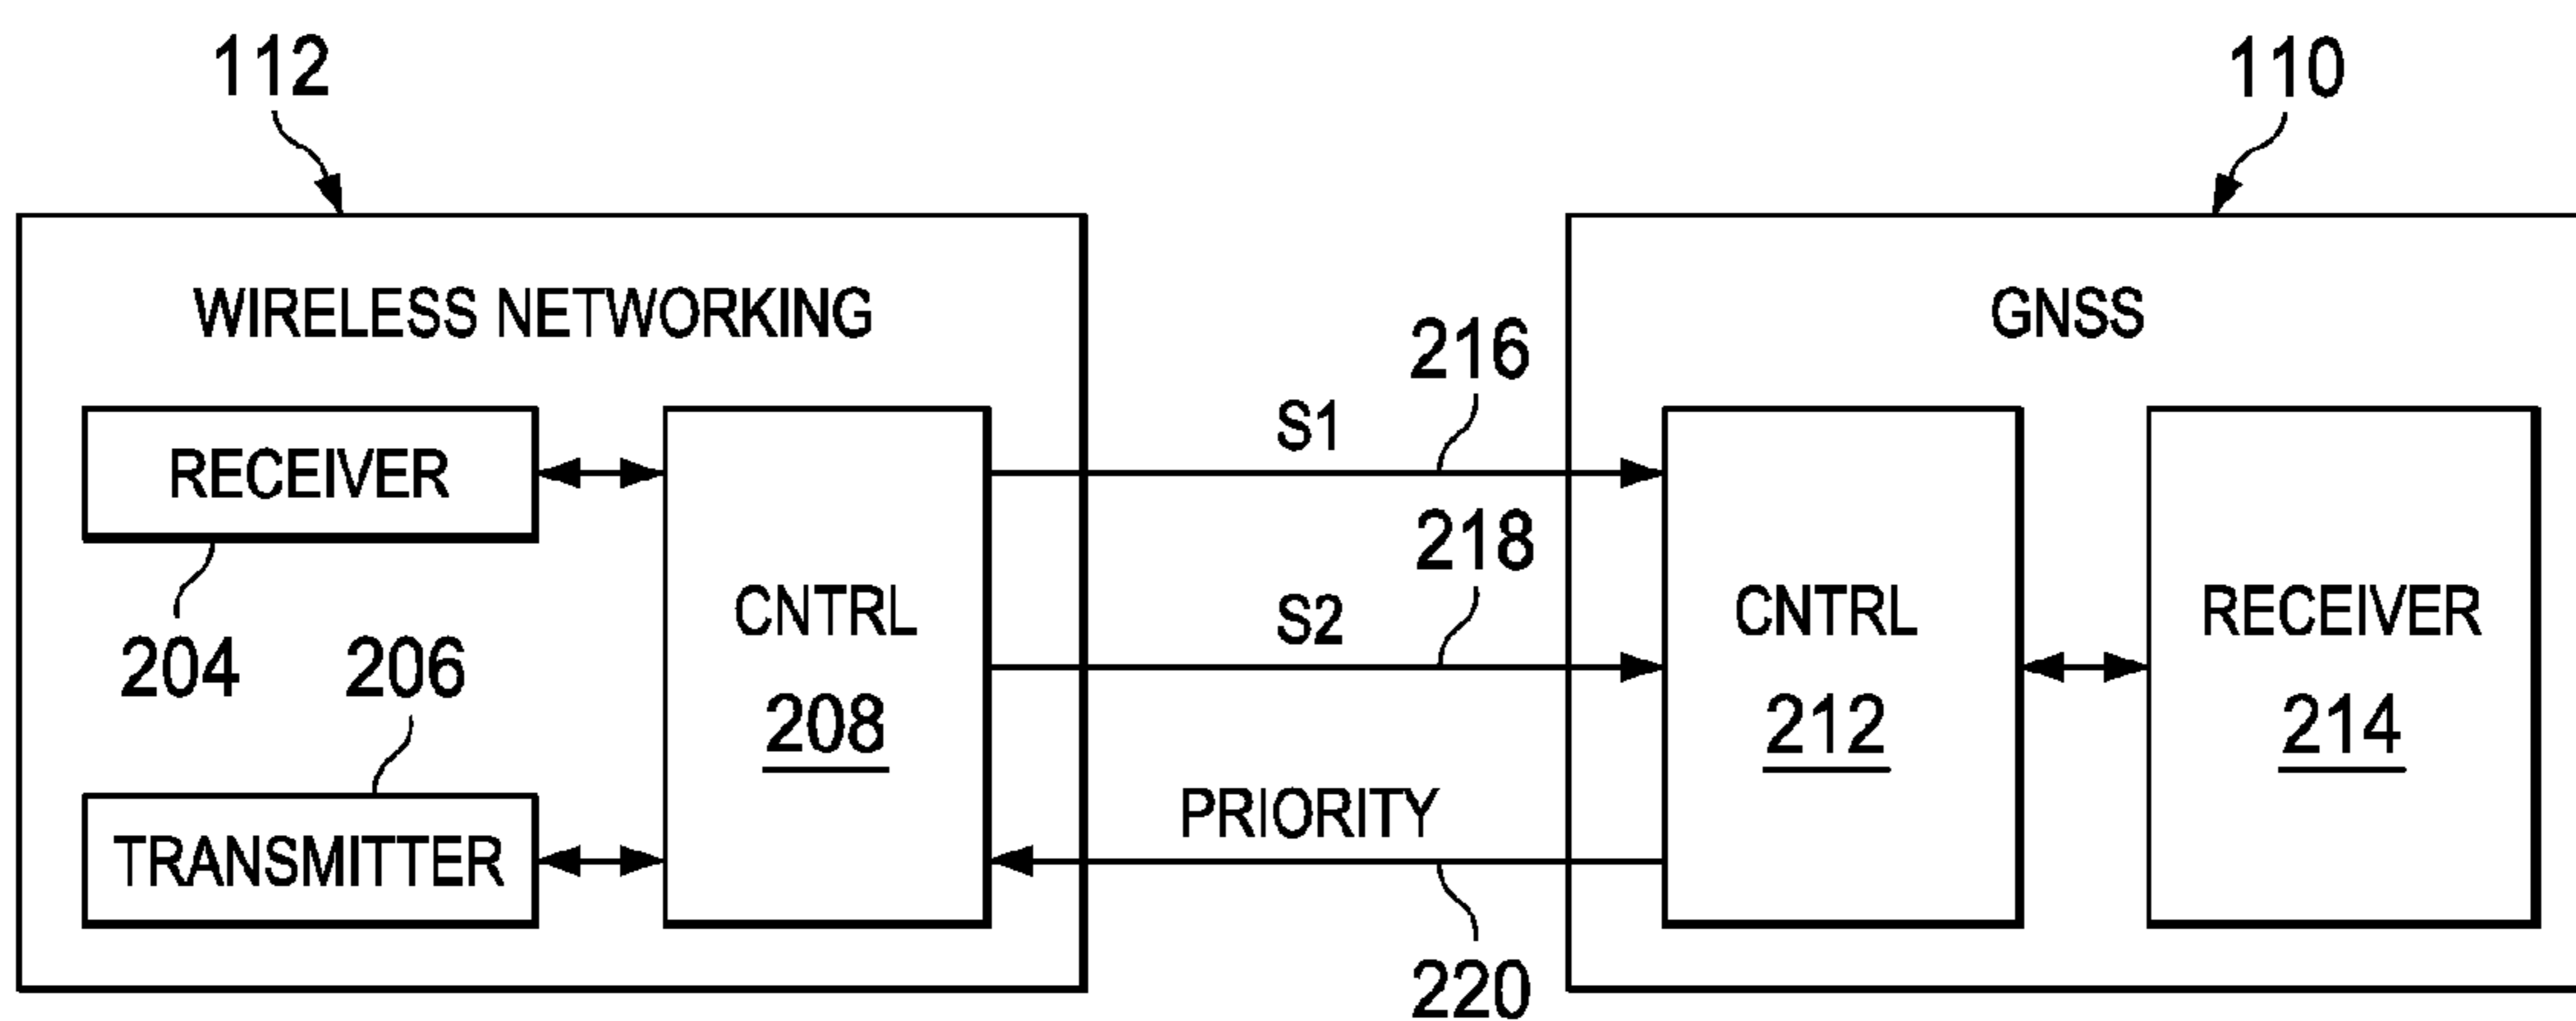 112
110
WIRELESS NETWORKING
GNSS
216
S1
RECEIVER
218
CNTRL
208
S2
CNTRL
212
RECEIVER
214
204
206
PRIORITY
TRANSMITTER
220